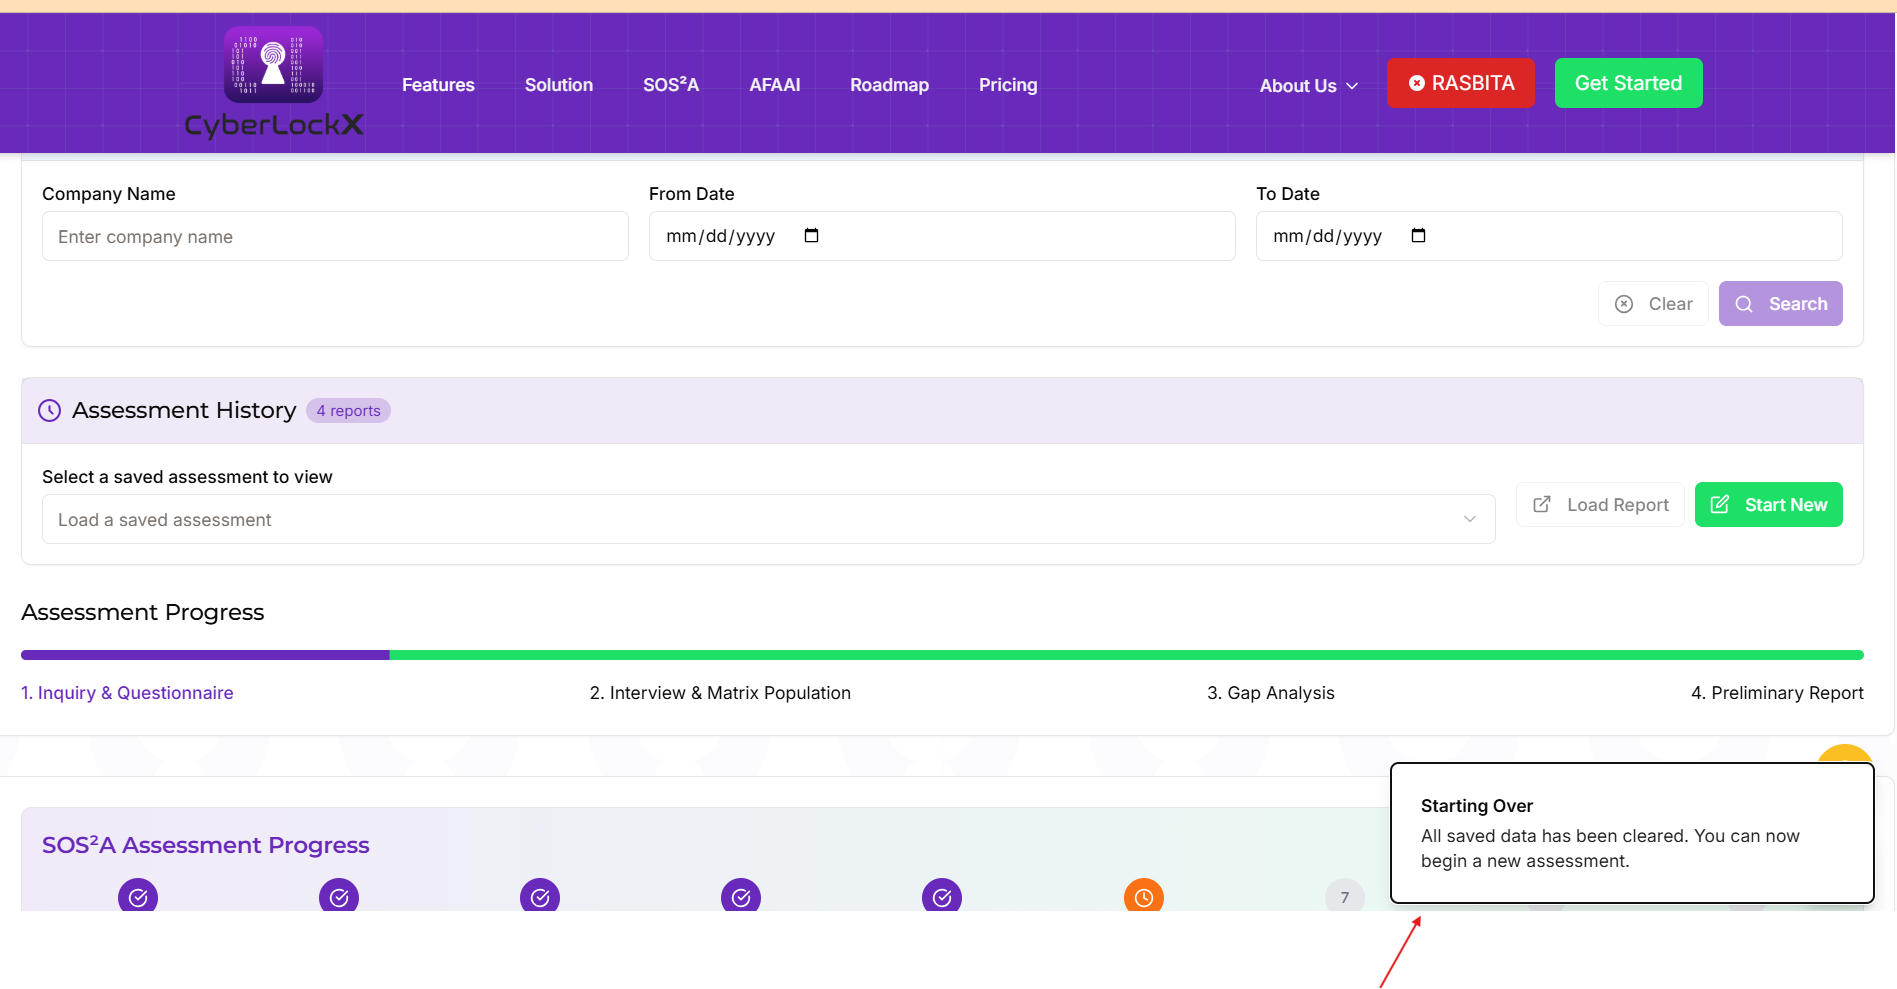 CyberLockX
Features
Solution
SOS²A
AFAAI
Roadmap
Pricing
About Us
RASBITA
Get Started
Company Name
From Date
To Date
Enter company name
mm/dd/yyyy
mm/dd/yyyy
Clear
Search
Assessment History
4 reports
Select a saved assessment to view
Load a saved assessment
Load Report
Start New
Assessment Progress
1. Inquiry & Questionnaire
2. Interview & Matrix Population
3. Gap Analysis
4. Preliminary Report
SOS²A Assessment Progress
7
Starting Over
All saved data has been cleared. You can now
begin a new assessment.